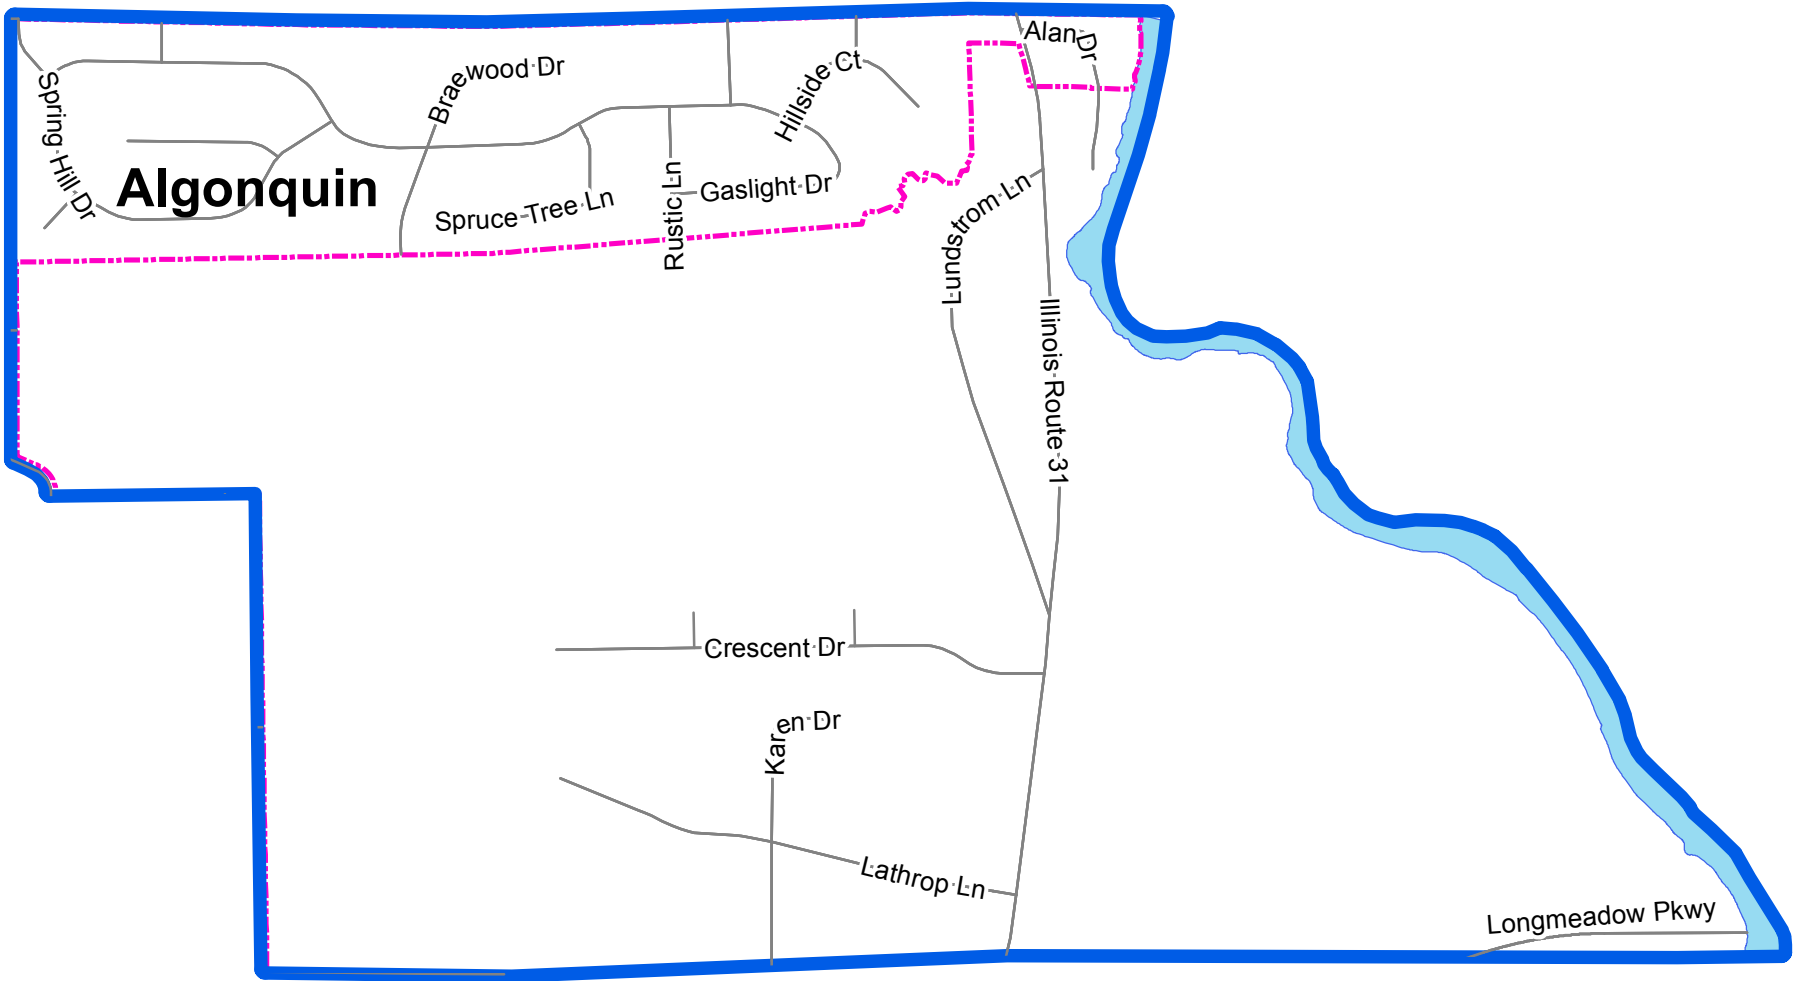 Alan Dr
Braewood Dr
Hillside Ct
Spring Hill Dr
Algonquin
Gaslight Dr
Spruce Tree Ln
Rustic Ln
Lundstrom Ln
Illinois Route 31
Crescent Dr
Karen Dr
Lathrop Ln
Longmeadow Pkwy